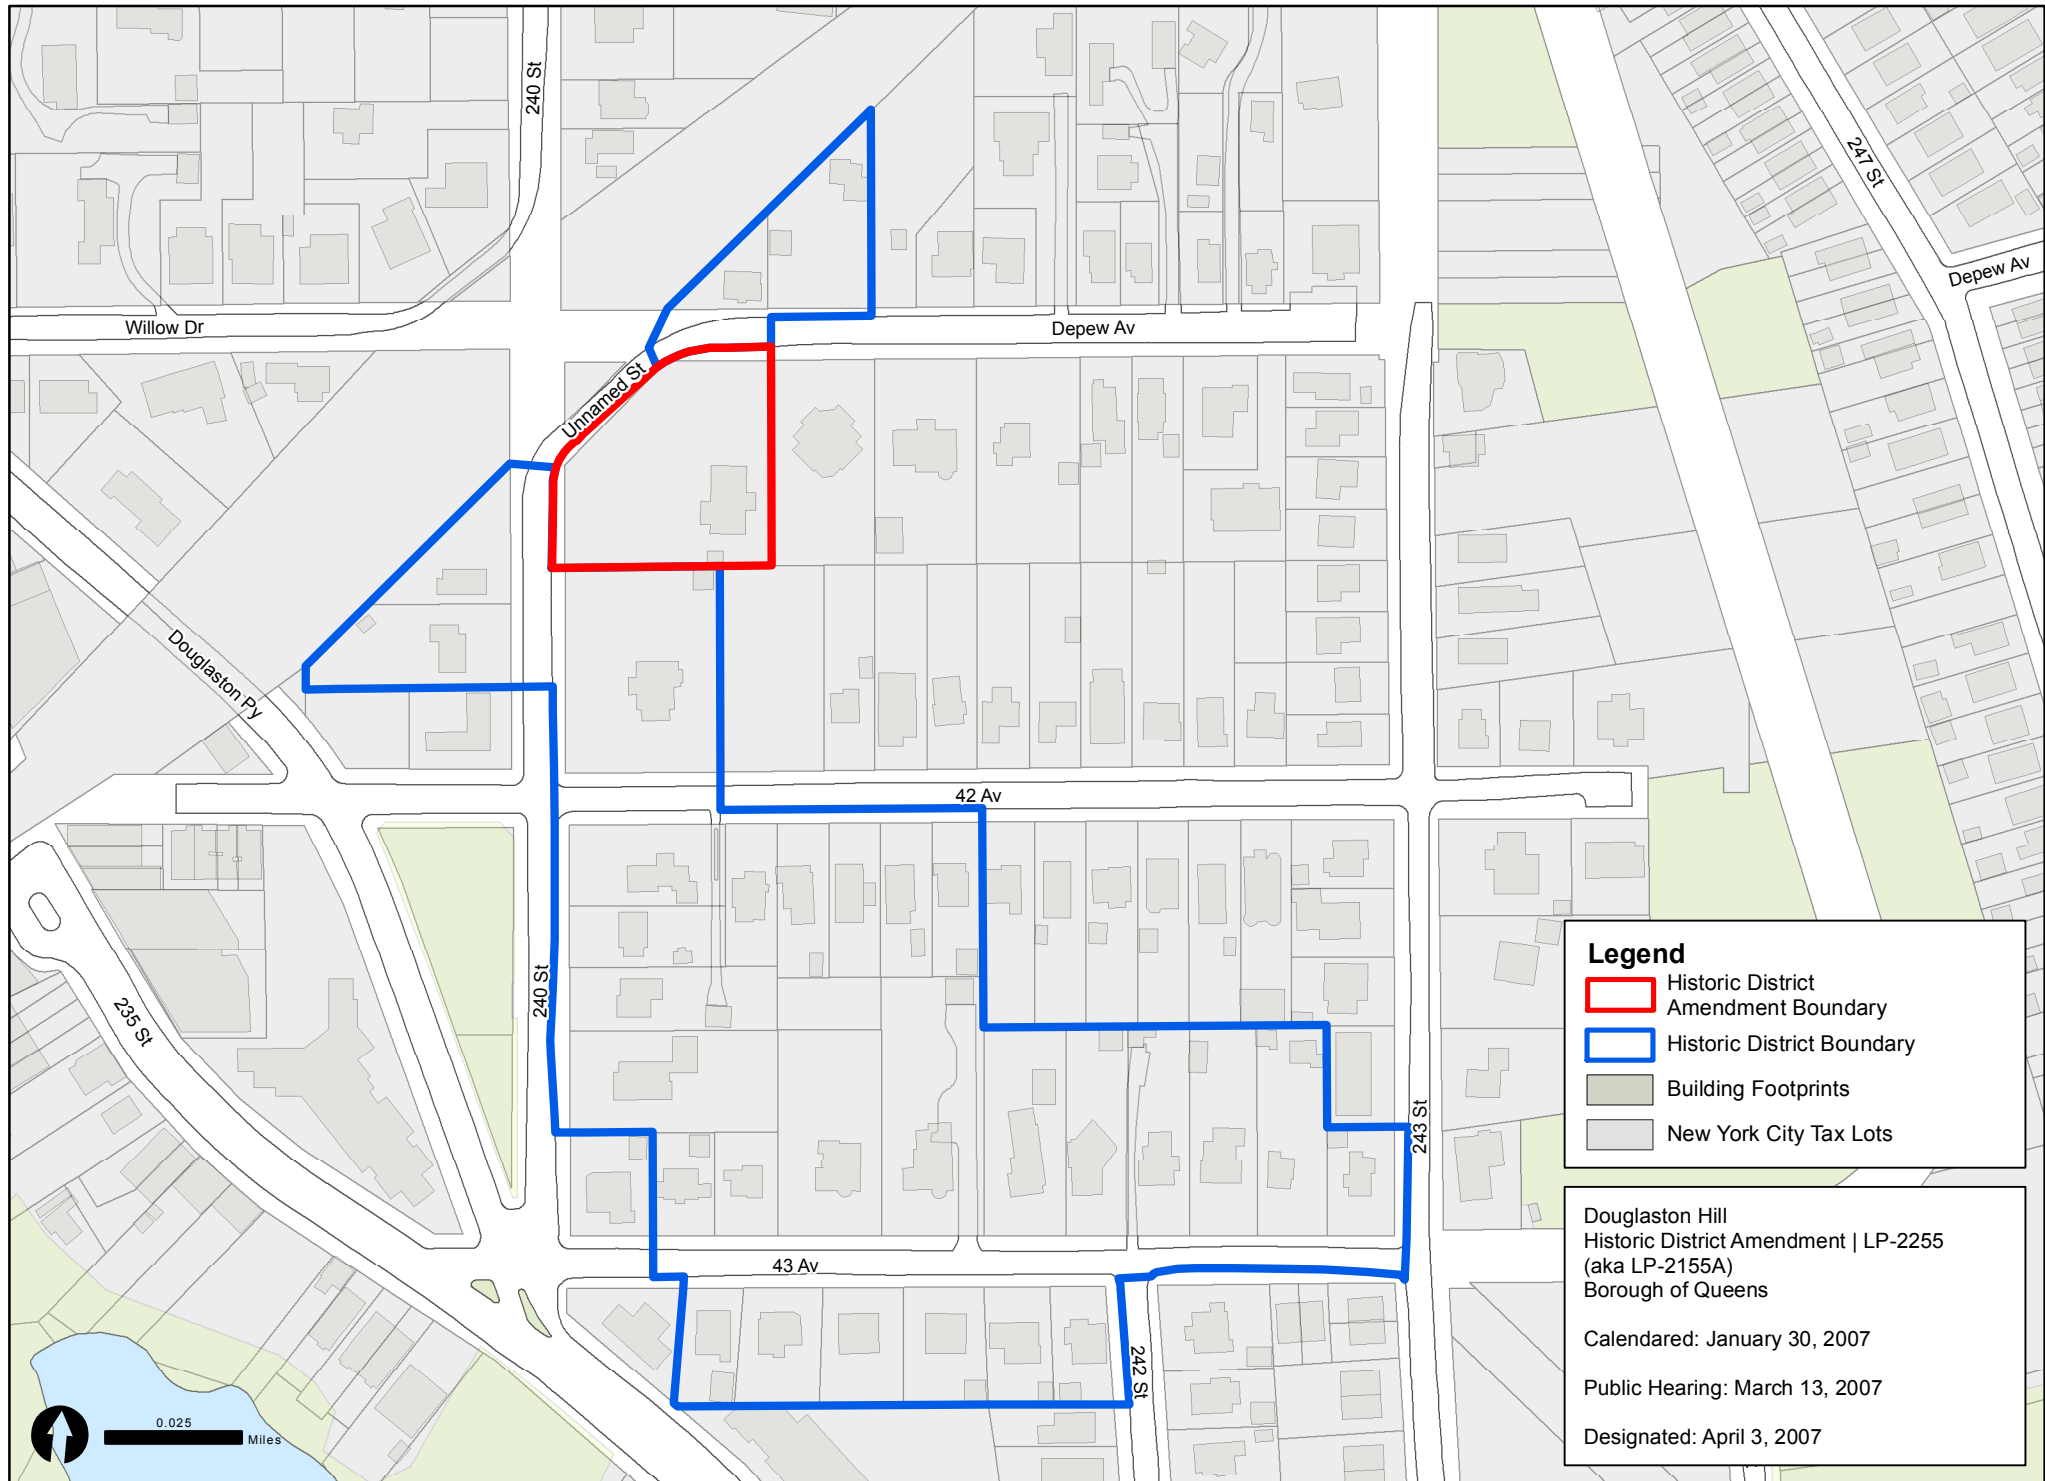 240 St
247 St
Depew Av
Willow Dr
Depew Av
Unnamed St
Douglaston Py
42 Av
240 St
235 St
243 St
43 Av
242 St
Legend
Historic District
Amendment Boundary
Historic District Boundary
Building Footprints
New York City Tax Lots
Douglaston Hill
Historic District Amendment | LP-2255
(aka LP-2155A)
Borough of Queens
Calendared: January 30, 2007
Public Hearing: March 13, 2007
Designated: April 3, 2007
0.025
Miles